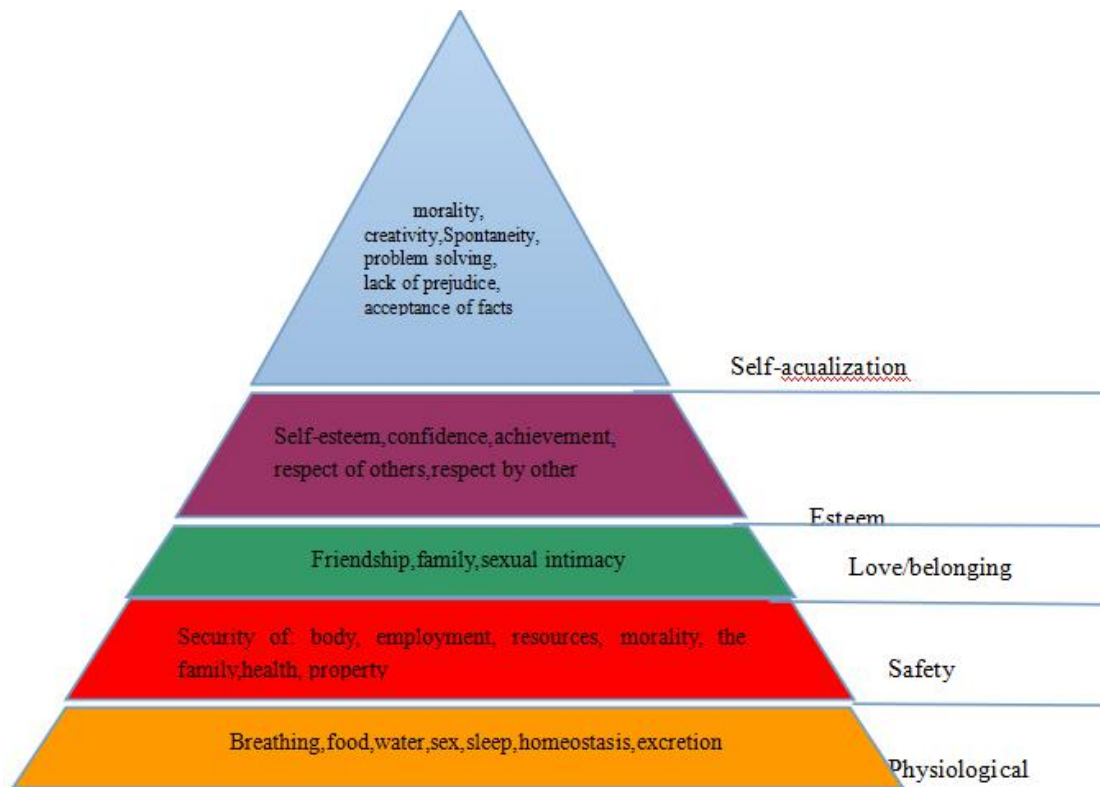 morality,
creativity,Spontaneity,
problem solving,
lack of prejudice,
acceptance of facts
Self-acualization
Self-esteem,confidence,achievement,
respect of others,respect by other
Esteem
Friendship,family,sexual intimacy
Love/belonging
Security of: body, employment, resources, morality, the
family,health, property
Safety
Breathing,food,water,sex,sleep,homeostasis,excretion
Physiological